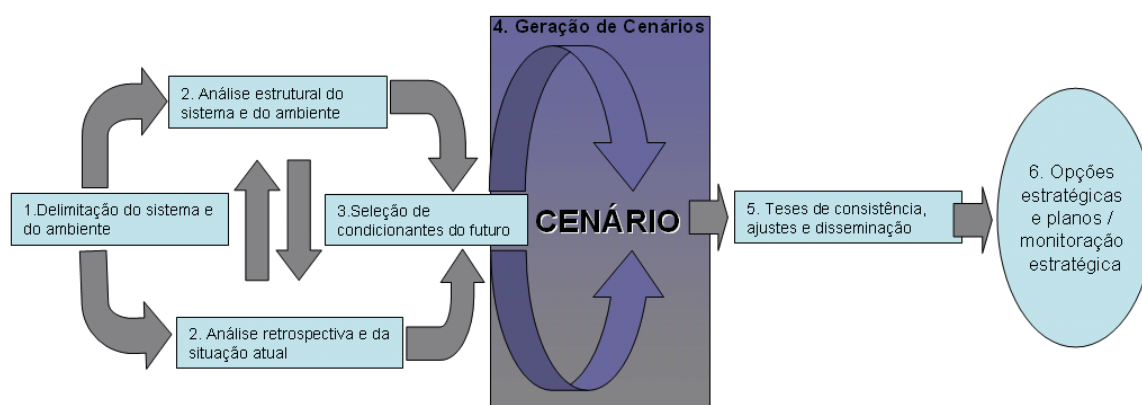 4. Geração de Cenários
2. Análise estrutural do
sistema e do ambiente
1.Delimitação do sistema e
do ambiente
3.Seleção de
condicionantes do futuro
2. Análise retrospectiva e da
situação atual
CENÁRIO
5. Teses de consistência,
ajustes e disseminação
6. Opções
estratégicas
e planos /
monitoração
estratégica